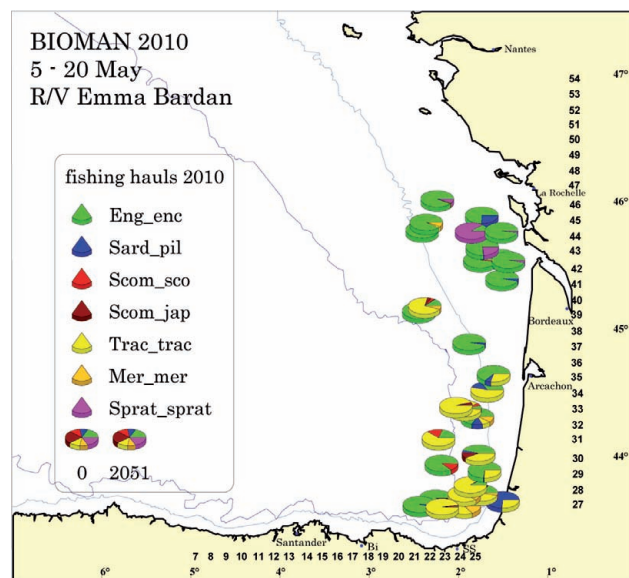 BIOMAN 2010
5 - 20 May
R/V Emma Bardan
fishing hauls 2010
Eng_enc
Sard_pil
Scom_sco
Scom_jap
Trac_trac
Mer_mer
Sprat_sprat
0 2051
Nantes
La Rochelle
Bordeaux
Arcachon
Santander
Bi
SS
47°
46°
45°
44°
54
53
52
51
50
49
48
47
46
45
44
43
42
41
40
39
38
37
36
35
34
33
32
31
30
29
28
27
7 8 9 10 11 12 13 14 15 16 17 18 19 20 21 22 23 24 25
6° 5° 4° 3° 2° 1°